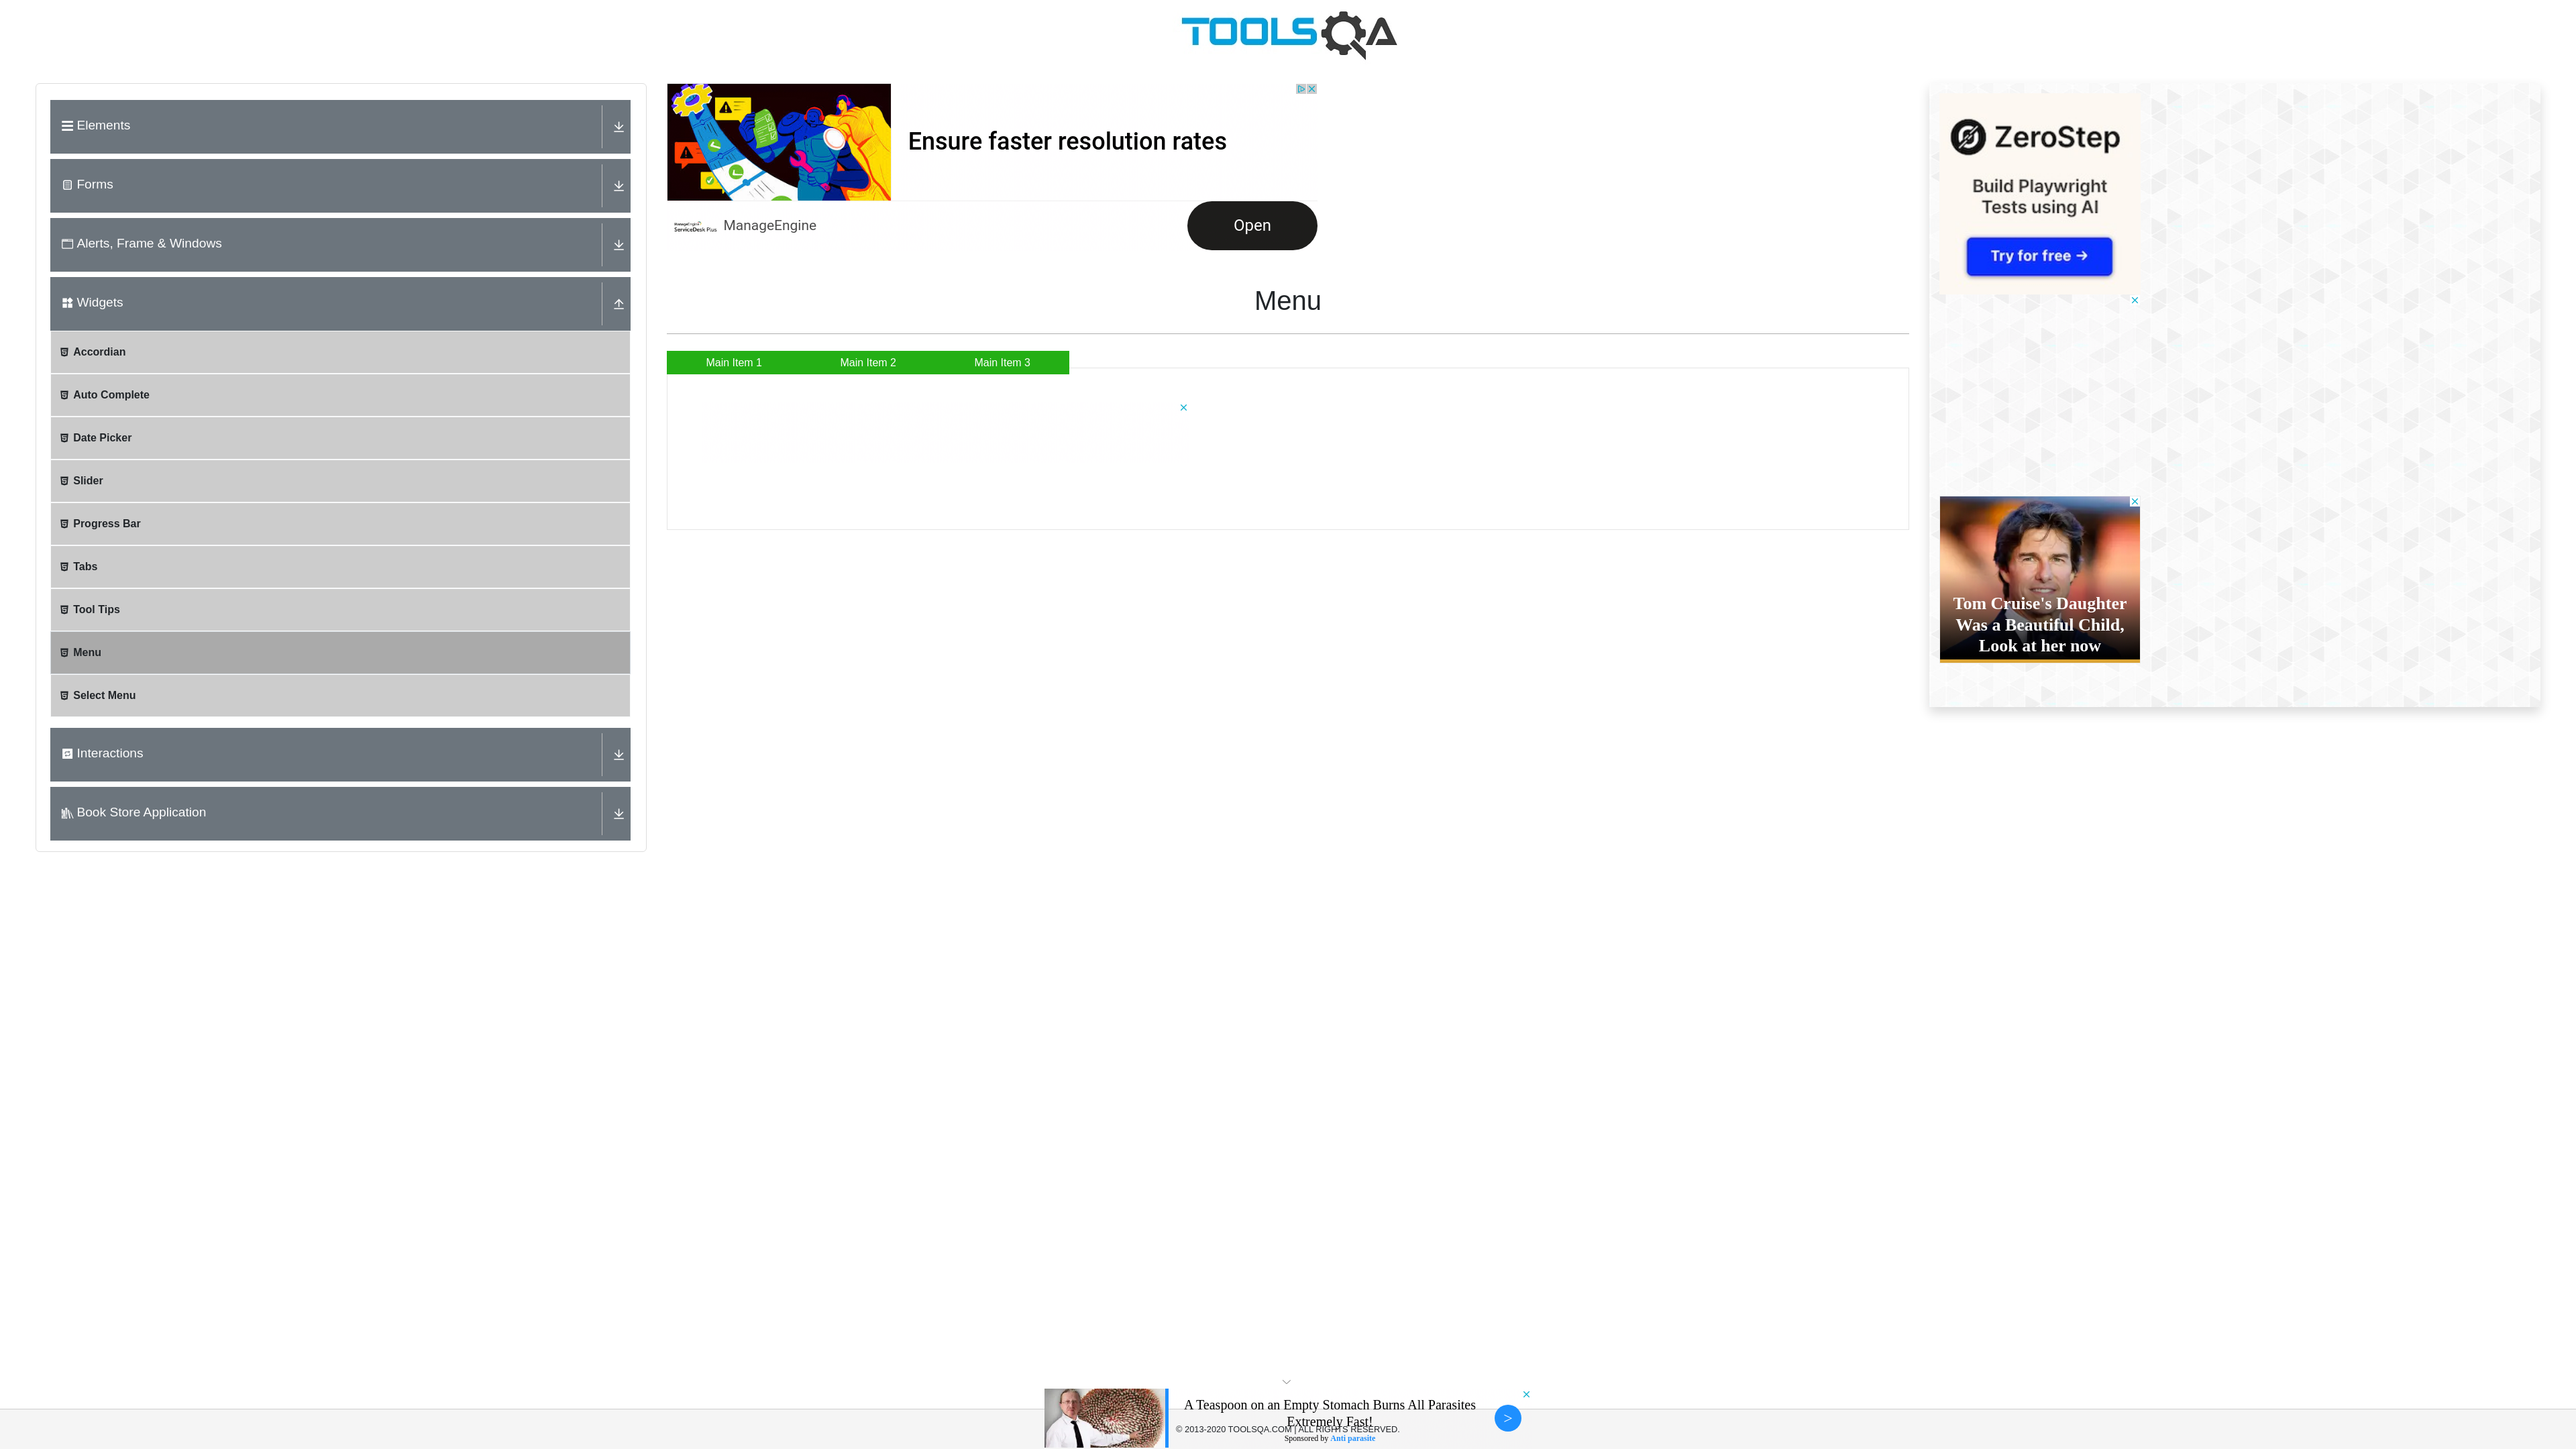 TOOLSQA
Elements
Forms
Alerts, Frame & Windows
Widgets
Accordian
Auto Complete
Date Picker
Slider
Progress Bar
Tabs
Tool Tips
Menu
Select Menu
Interactions
Book Store Application
Ensure faster resolution rates
ManageEngine
ServiceDesk Plus
ManageEngine
Open
Menu
Main Item 1
Main Item 2
Main Item 3
ZeroStep
Build Playwright
Tests using AI
Try for free →
Tom Cruise's Daughter
Was a Beautiful Child,
Look at her now
A Teaspoon on an Empty Stomach Burns All Parasites
Extremely Fast!
© 2013-2020 TOOLSQA.COM | ALL RIGHTS RESERVED.
Sponsored by Anti parasite
>